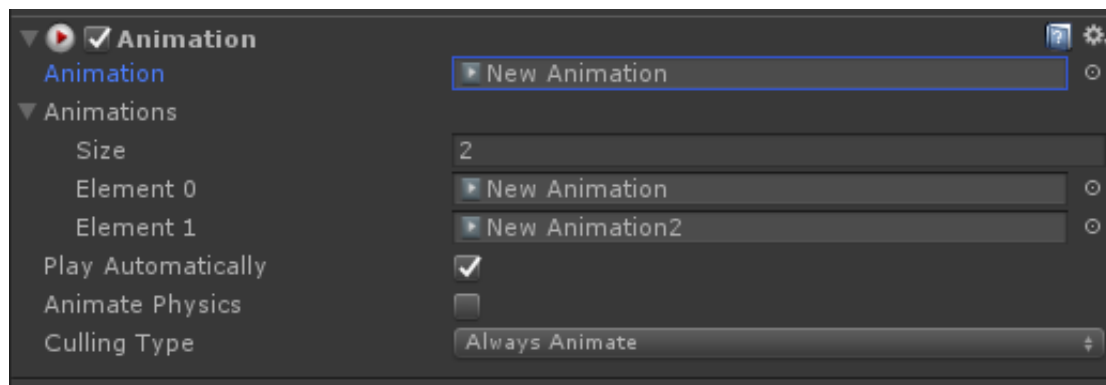 Animation
Animation New Animation
Animations
Size 2
Element 0 New Animation
Element 1 New Animation2
Play Automatically
Animate Physics
Culling Type Always Animate